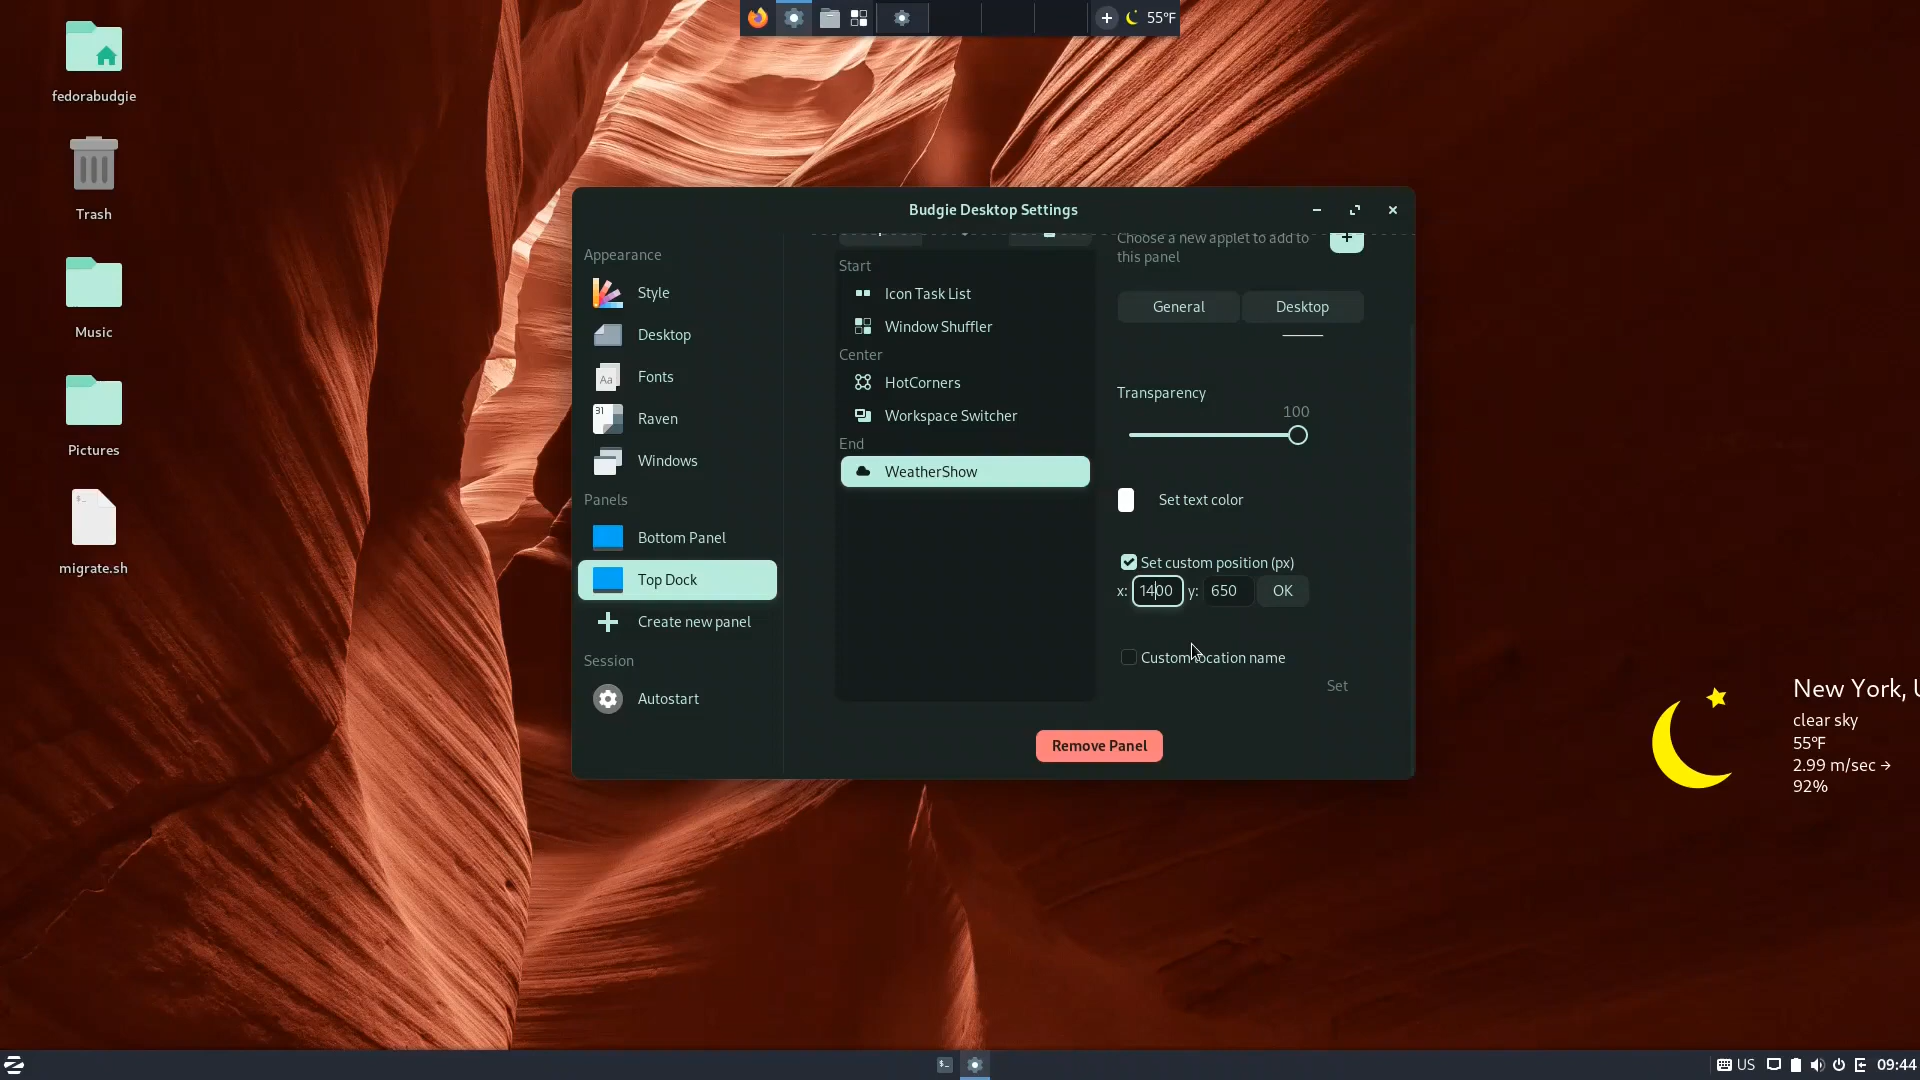 55°F
fedorabudgie
Trash
Music
Pictures
migrate.sh
Budgie Desktop Settings
Appearance
Style
Desktop
Fonts
Raven
Windows
Panels
Bottom Panel
Top Dock
Create new panel
Session
Autostart
Start
Icon Task List
Window Shuffler
Center
HotCorners
Workspace Switcher
End
WeatherShow
Choose a new applet to add to
this panel
General
Desktop
Transparency
100
Set text color
Set custom position (px)
x: 1400 y: 650 OK
Custom location name
Set
Remove Panel
New York, U
clear sky
55°F
2.99 m/sec →
92%
US
09:44